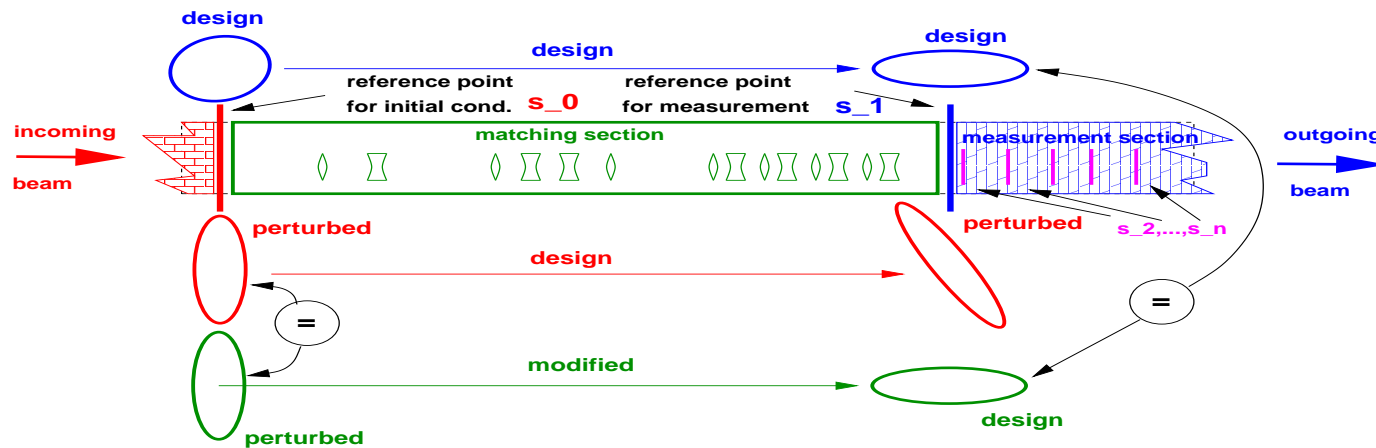 design
design
design
reference point
for initial cond.
s_0
reference point
for measurement
s_1
incoming
beam
matching section
measurement section
outgoing
beam
perturbed
perturbed
s_2,...,s_n
design
=
=
modified
perturbed
design